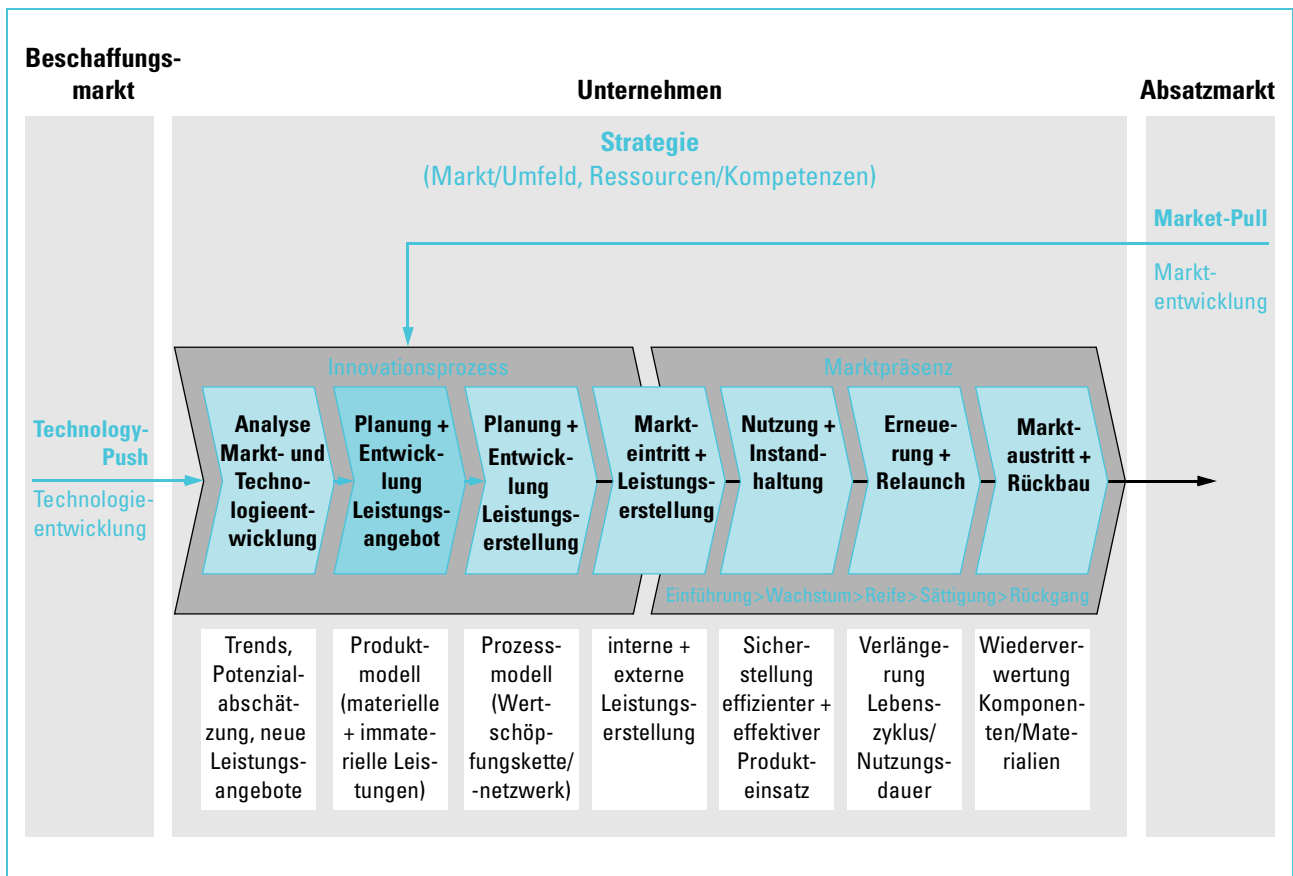 Beschaffungs-
markt
Unternehmen
Absatzmarkt
Strategie
(Markt/Umfeld, Ressourcen/Kompetenzen)
Market-Pull
Markt-
entwicklung
Technology-
Push
Technologie-
entwicklung
Innovationsprozess
Marktpräsenz
Analyse
Markt- und
Techno-
logieent-
wicklung
Planung +
Entwick-
lung
Leistungs-
angebot
Planung +
Entwick-
lung
Leistungs-
erstellung
Markt-
eintritt +
Leistungs-
erstellung
Nutzung +
Instand-
haltung
Erneue-
rung +
Relaunch
Markt-
austritt +
Rückbau
Einführung>Wachstum>Reife>Sättigung>Rückgang
Trends,
Potenzial-
abschät-
zung, neue
Leistungs-
angebote
Produkt-
modell
(materielle
+ immate-
rielle Leis-
tungen)
Prozess-
modell
(Wert-
schöp-
fungskette/
-netzwerk)
interne +
externe
Leistungs-
erstellung
Sicher-
stellung
effizienter +
effektiver
Produkt-
einsatz
Verlänge-
rung
Lebens-
zyklus/
Nutzungs-
dauer
Wiederver-
wertung
Komponen-
ten/Mate-
rialien